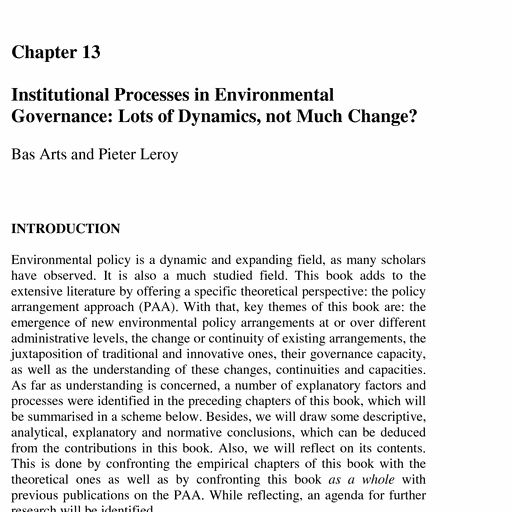 Chapter 13
Institutional Processes in Environmental
Governance: Lots of Dynamics, not Much Change?
Bas Arts and Pieter Leroy
INTRODUCTION
Environmental policy is a dynamic and expanding field, as many scholars
have observed. It is also a much studied field. This book adds to the
extensive literature by offering a specific theoretical perspective: the policy
arrangement approach (PAA). With that, key themes of this book are: the
emergence of new environmental policy arrangements at or over different
administrative levels, the change or continuity of existing arrangements, the
juxtaposition of traditional and innovative ones, their governance capacity,
as well as the understanding of these changes, continuities and capacities.
As far as understanding is concerned, a number of explanatory factors and
processes were identified in the preceding chapters of this book, which will
be summarised in a scheme below. Besides, we will draw some descriptive,
analytical, explanatory and normative conclusions, which can be deduced
from the contributions in this book. Also, we will reflect on its contents.
This is done by confronting the empirical chapters of this book with the
theoretical ones as well as by confronting this book as a whole with
previous publications on the PAA. While reflecting, an agenda for further
research will be identified.